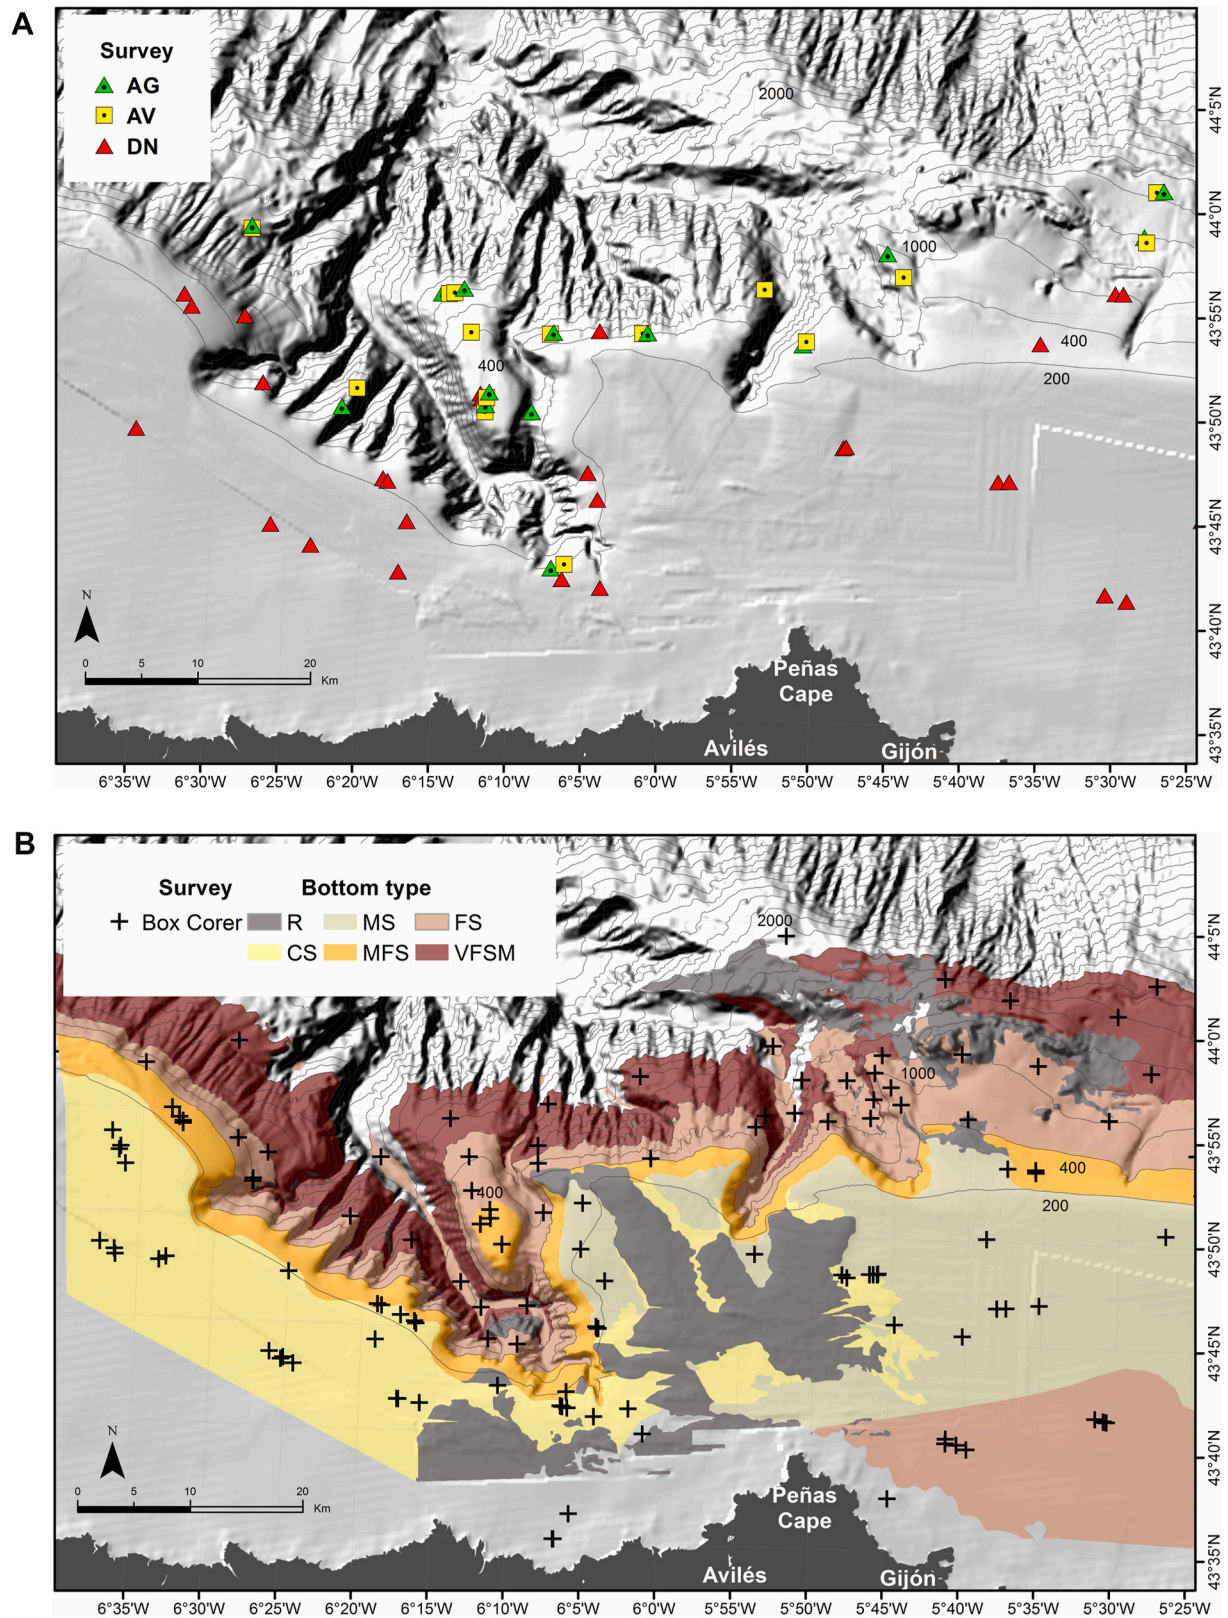 A
Survey
AG
AV
DN
2000
1000
400
400
200
N
0 5 10 20
Km
Peñas
Cape
Avilés
Gijón
44°5'N
44°0'N
43°55'N
43°50'N
43°45'N
43°40'N
43°35'N
6°35'W 6°30'W 6°25'W 6°20'W 6°15'W 6°10'W 6°5'W 6°0'W 5°55'W 5°50'W 5°45'W 5°40'W 5°35'W 5°30'W 5°25'W
B
Survey Bottom type
Box Corer R MS FS
CS MFS VFSM
2000
1000
400
400
200
N
0 5 10 20
Km
Peñas
Cape
Avilés
Gijón
44°5'N
44°0'N
43°55'N
43°50'N
43°45'N
43°40'N
43°35'N
6°35'W 6°30'W 6°25'W 6°20'W 6°15'W 6°10'W 6°5'W 6°0'W 5°55'W 5°50'W 5°45'W 5°40'W 5°35'W 5°30'W 5°25'W